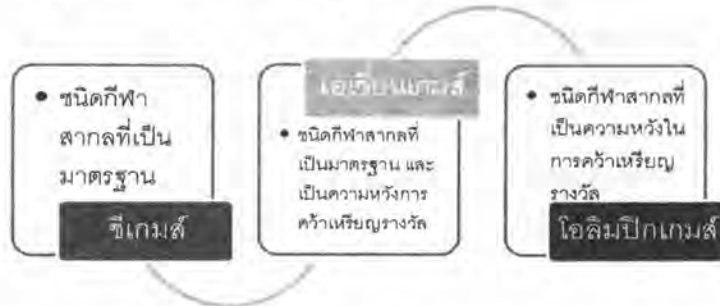 • ชนิดกีฬา
สากลที่เป็น
มาตรฐาน
ซีเกมส์
เอเชียนเกมส์
• ชนิดกีฬาสากลที่
เป็นมาตรฐาน และ
เป็นความหวังการ
คว้าเหรียญรางวัล
• ชนิดกีฬาสากลที่
เป็นความหวังใน
การคว้าเหรียญ
รางวัล
โอลิมปิกเกมส์